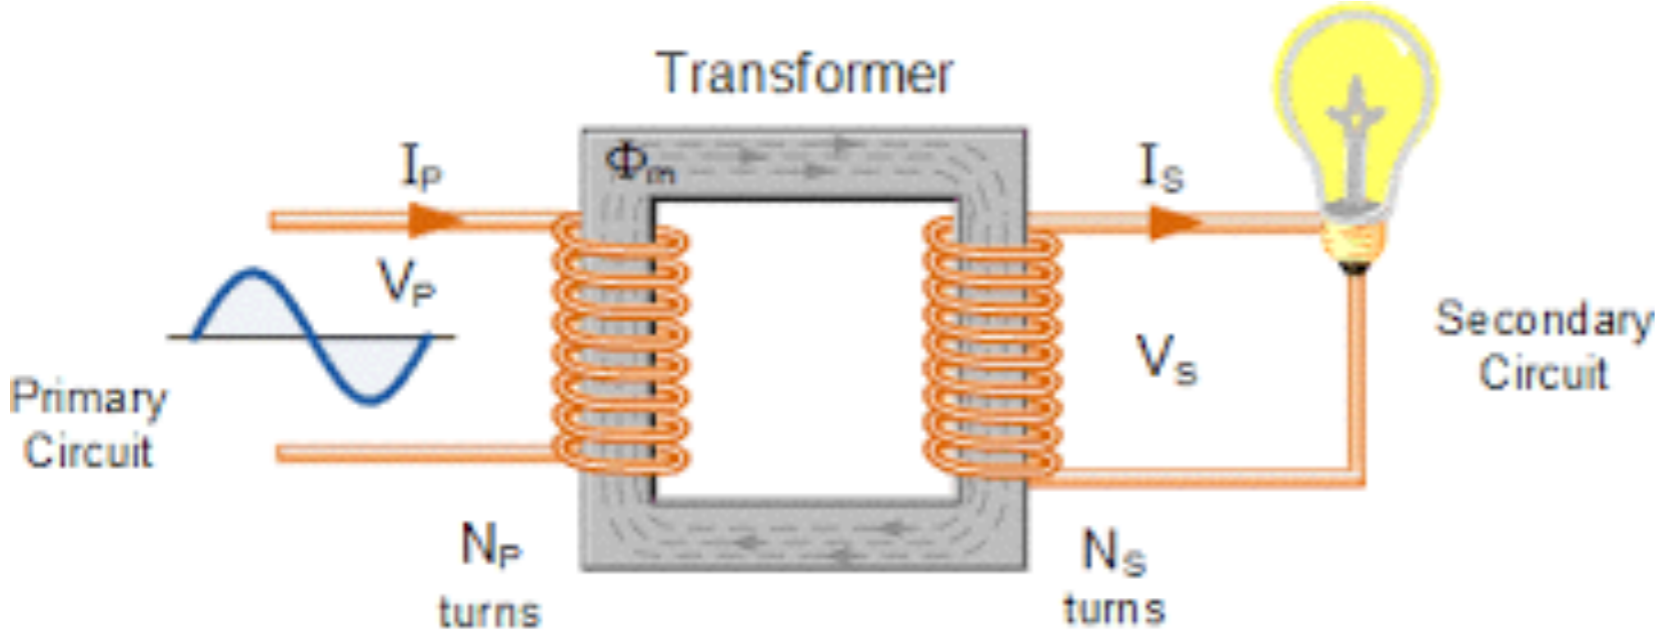 Transformer
Φm
IP
IS
VP
VS
Primary
Circuit
Secondary
Circuit
NP
turns
NS
turns